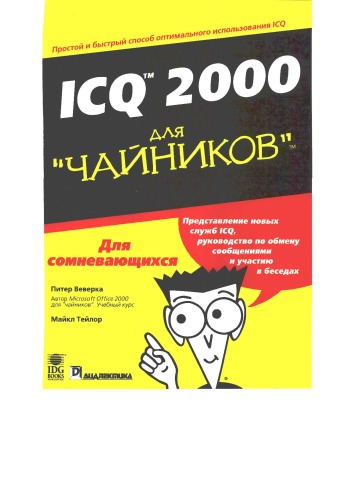 Простой и быстрый способ оптимального использования ICQ
ICQ™ 2000
для
"ЧАЙНИКОВ"™
Представление новых
служб ICQ,
руководство по обмену
сообщениями
и участию
в беседах
Для
сомневающихся
Питер Веверка
Автор Microsoft Office 2000
для "чайников". Учебный курс
Майкл Тейлор
IDG
BOOKS
WORLDWIDE
ДИАЛЕКТИКА